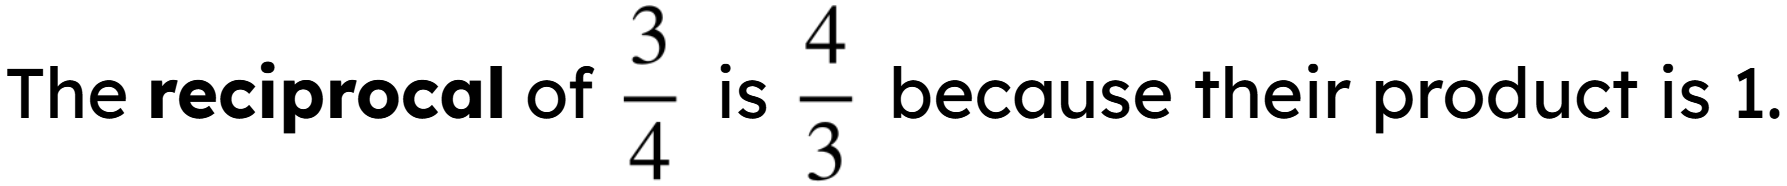 The reciprocal of 3/4 is 4/3 because their product is 1.